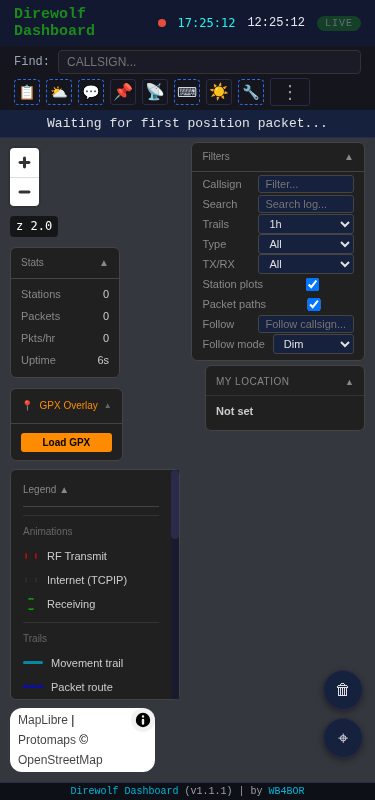 Direwolf
Dashboard
17:25:12
12:25:12
LIVE
Find:
CALLSIGN...
Waiting for first position packet...
z 2.0
Filters ▲
Callsign Filter...
Search Search log...
Trails 1h
Type All
TX/RX All
Station plots
Packet paths
Follow Follow callsign...
Follow mode Dim
Stats ▲
Stations 0
Packets 0
Pkts/hr 0
Uptime 6s
MY LOCATION ▲
Not set
GPX Overlay ▲
Load GPX
Legend ▲
Animations
RF Transmit
Internet (TCPIP)
Receiving
Trails
Movement trail
Packet route
MapLibre |
Protomaps ©
OpenStreetMap
Direwolf Dashboard (v1.1.1) | by WB4BOR